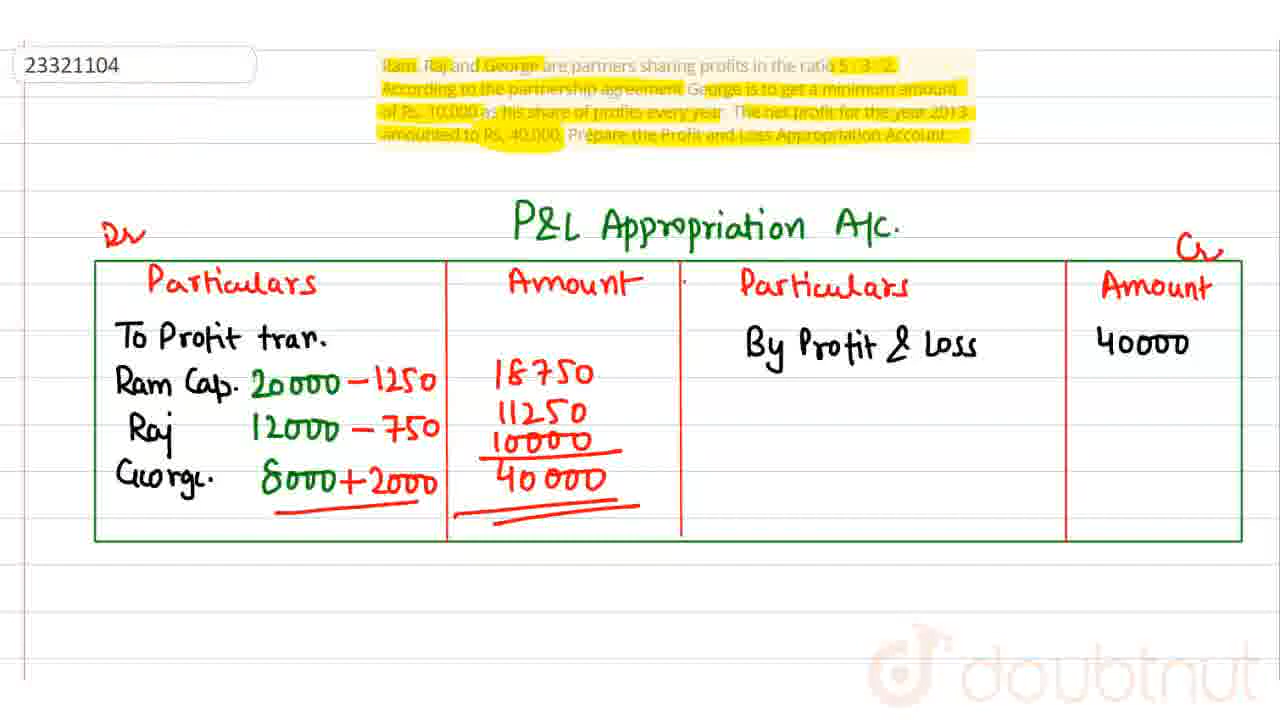 23321104
Ram. Raj and George are partners sharing profits in the ratio 5 : 3 : 2.
According to the partnership agreement George is to get a minimum amount
of Rs. 10,000 as his share of profits every year. The net profit for the year 2013
amounted to Rs, 40,000. Prepare the Profit and Loss Appropriation Account.
P&L Appropriation A/c.
Dr
Cr
Particulars Amount Particulars Amount
To Profit tran. By Profit & Loss 40000
Ram Cap. 20000 - 1250 18750
Raj 12000 - 750 11250
10000
George. 8000 + 2000 40000
doubtnut